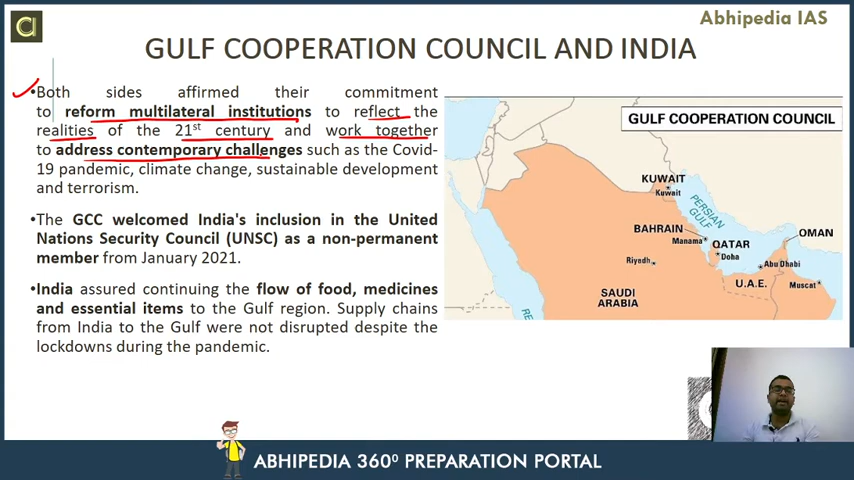 Abhipedia IAS
GULF COOPERATION COUNCIL AND INDIA
•Both sides affirmed their commitment
to reform multilateral institutions to reflect the
realities of the 21st century and work together
to address contemporary challenges such as the Covid-
19 pandemic, climate change, sustainable development
and terrorism.
•The GCC welcomed India's inclusion in the United
Nations Security Council (UNSC) as a non-permanent
member from January 2021.
•India assured continuing the flow of food, medicines
and essential items to the Gulf region. Supply chains
from India to the Gulf were not disrupted despite the
lockdowns during the pandemic.
GULF COOPERATION COUNCIL
KUWAIT
Kuwait
PERSIAN
GULF
BAHRAIN
Manama
QATAR
Doha
OMAN
Abu Dhabi
Riyedh
U.A.E.
Muscat
SAUDI
ARABIA
RE
ABHIPEDIA 360⁰ PREPARATION PORTAL